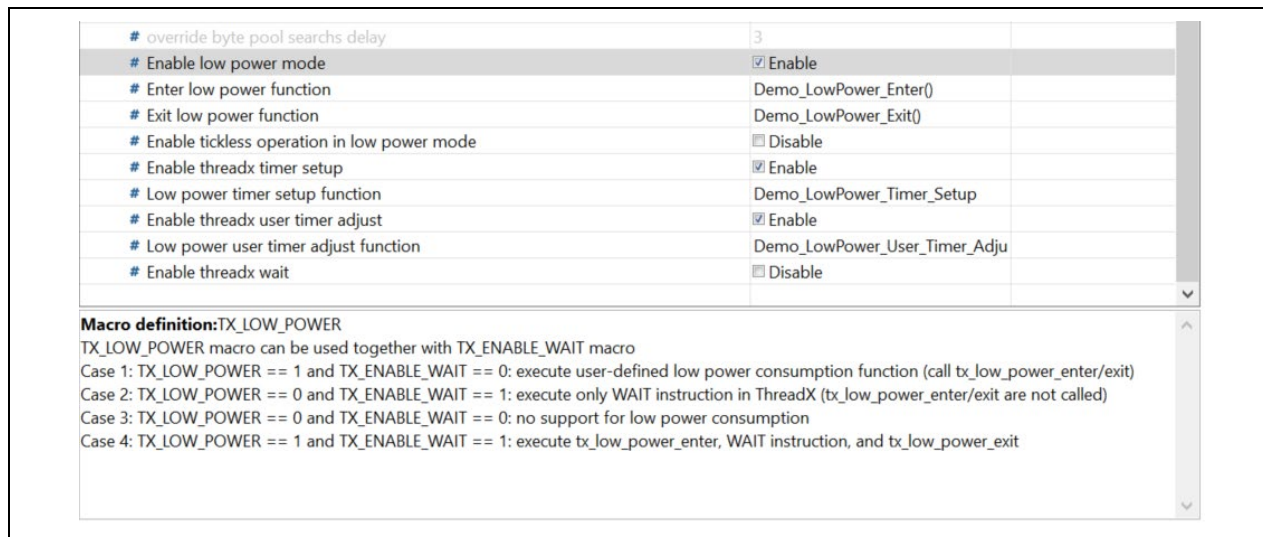 # override byte pool searchs delay 3
# Enable low power mode Enable
# Enter low power function Demo_LowPower_Enter()
# Exit low power function Demo_LowPower_Exit()
# Enable tickless operation in low power mode Disable
# Enable threadx timer setup Enable
# Low power timer setup function Demo_LowPower_Timer_Setup
# Enable threadx user timer adjust Enable
# Low power user timer adjust function Demo_LowPower_User_Timer_Adju
# Enable threadx wait Disable
Macro definition:TX_LOW_POWER
TX_LOW_POWER macro can be used together with TX_ENABLE_WAIT macro
Case 1: TX_LOW_POWER == 1 and TX_ENABLE_WAIT == 0: execute user-defined low power consumption function (call tx_low_power_enter/exit)
Case 2: TX_LOW_POWER == 0 and TX_ENABLE_WAIT == 1: execute only WAIT instruction in ThreadX (tx_low_power_enter/exit are not called)
Case 3: TX_LOW_POWER == 0 and TX_ENABLE_WAIT == 0: no support for low power consumption
Case 4: TX_LOW_POWER == 1 and TX_ENABLE_WAIT == 1: execute tx_low_power_enter, WAIT instruction, and tx_low_power_exit